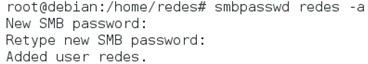 root@debian:/home/redes# smbpasswd redes -a
New SMB password:
Retype new SMB password:
Added user redes.